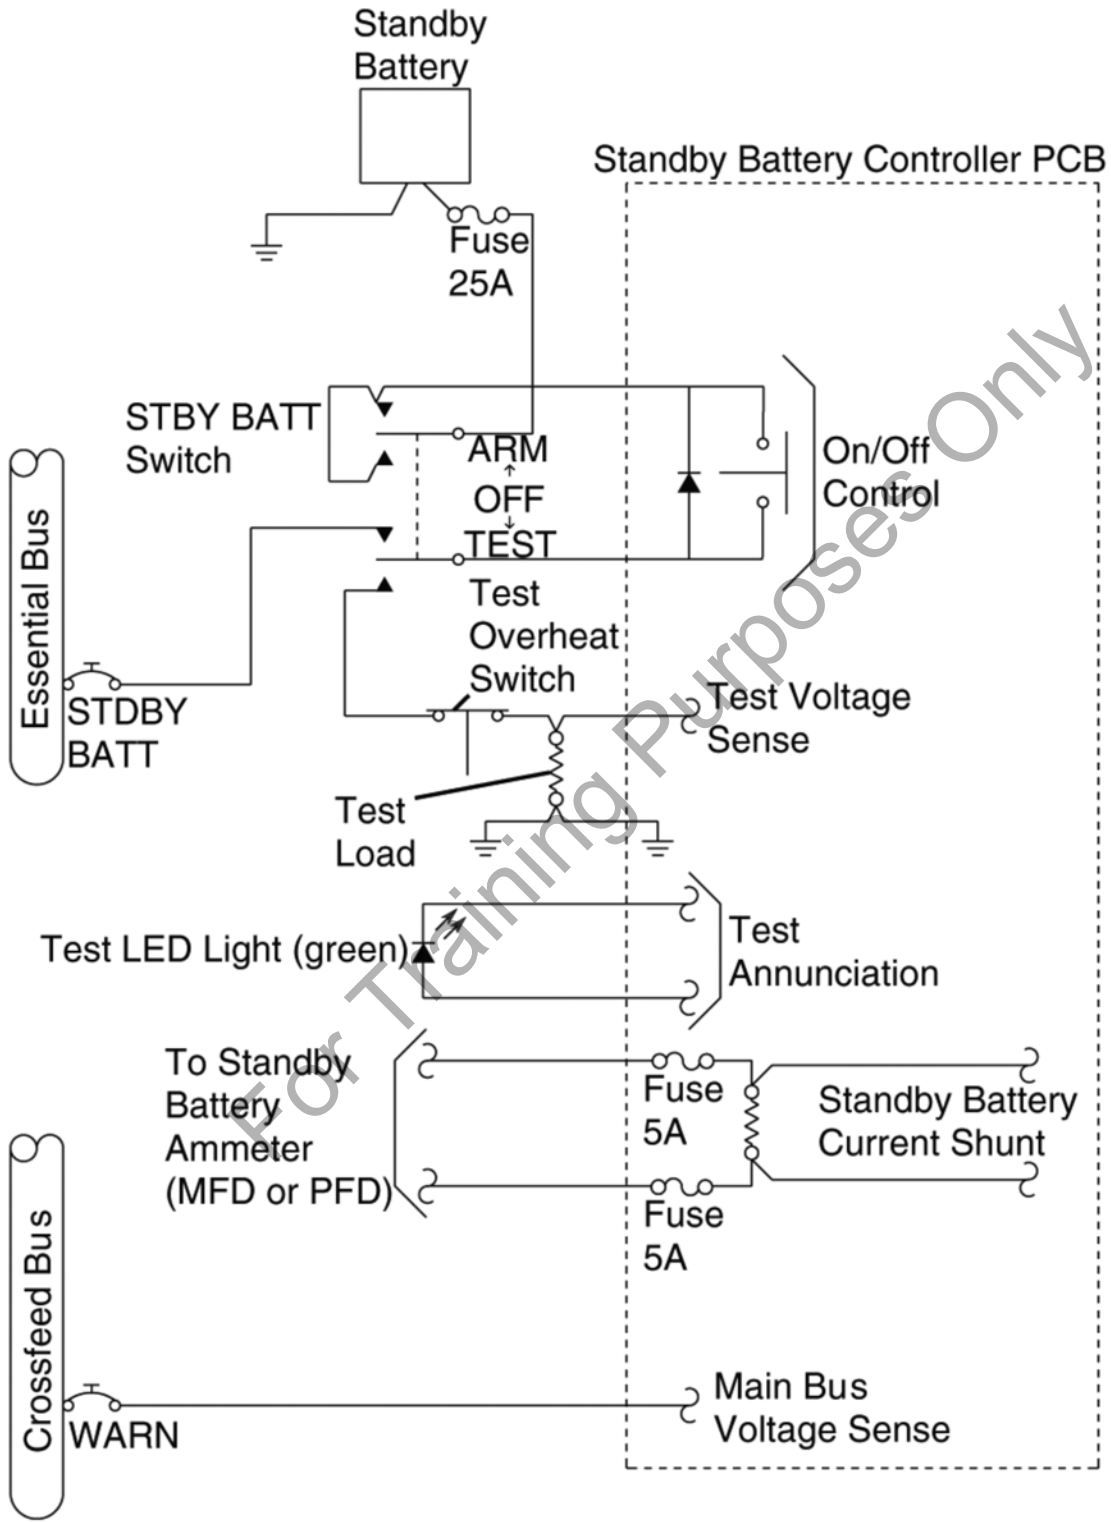 Standby
Battery
Standby Battery Controller PCB
Fuse
25A
STBY BATT
Switch
ARM
OFF
TEST
On/Off
Control
Essential Bus
STDBY
BATT
Test
Overheat
Switch
Test Voltage
Sense
Test
Load
Test LED Light (green)
Test
Annunciation
To Standby
Battery
Ammeter
(MFD or PFD)
Fuse
5A
Standby Battery
Current Shunt
Fuse
5A
Crossfeed Bus
WARN
Main Bus
Voltage Sense
For Training Purposes Only